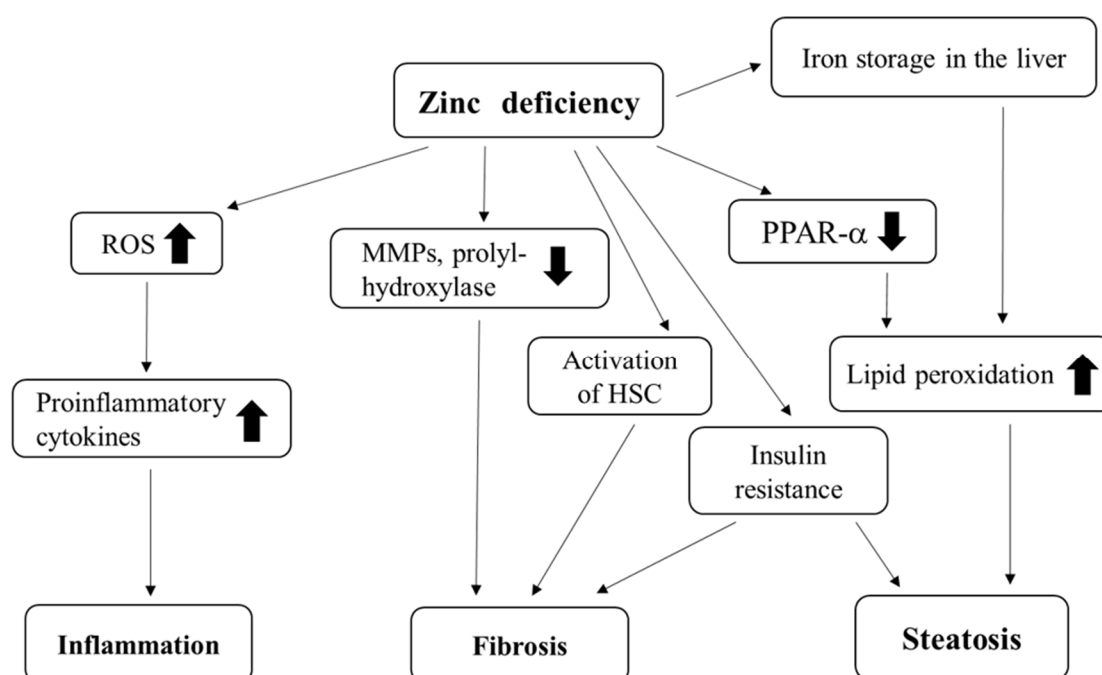 Iron storage in the liver
Zinc deficiency
ROS
PPAR-α
MMPs, prolyl-
hydroxylase
Activation
of HSC
Lipid peroxidation
Proinflammatory
cytokines
Insulin
resistance
Inflammation
Fibrosis
Steatosis